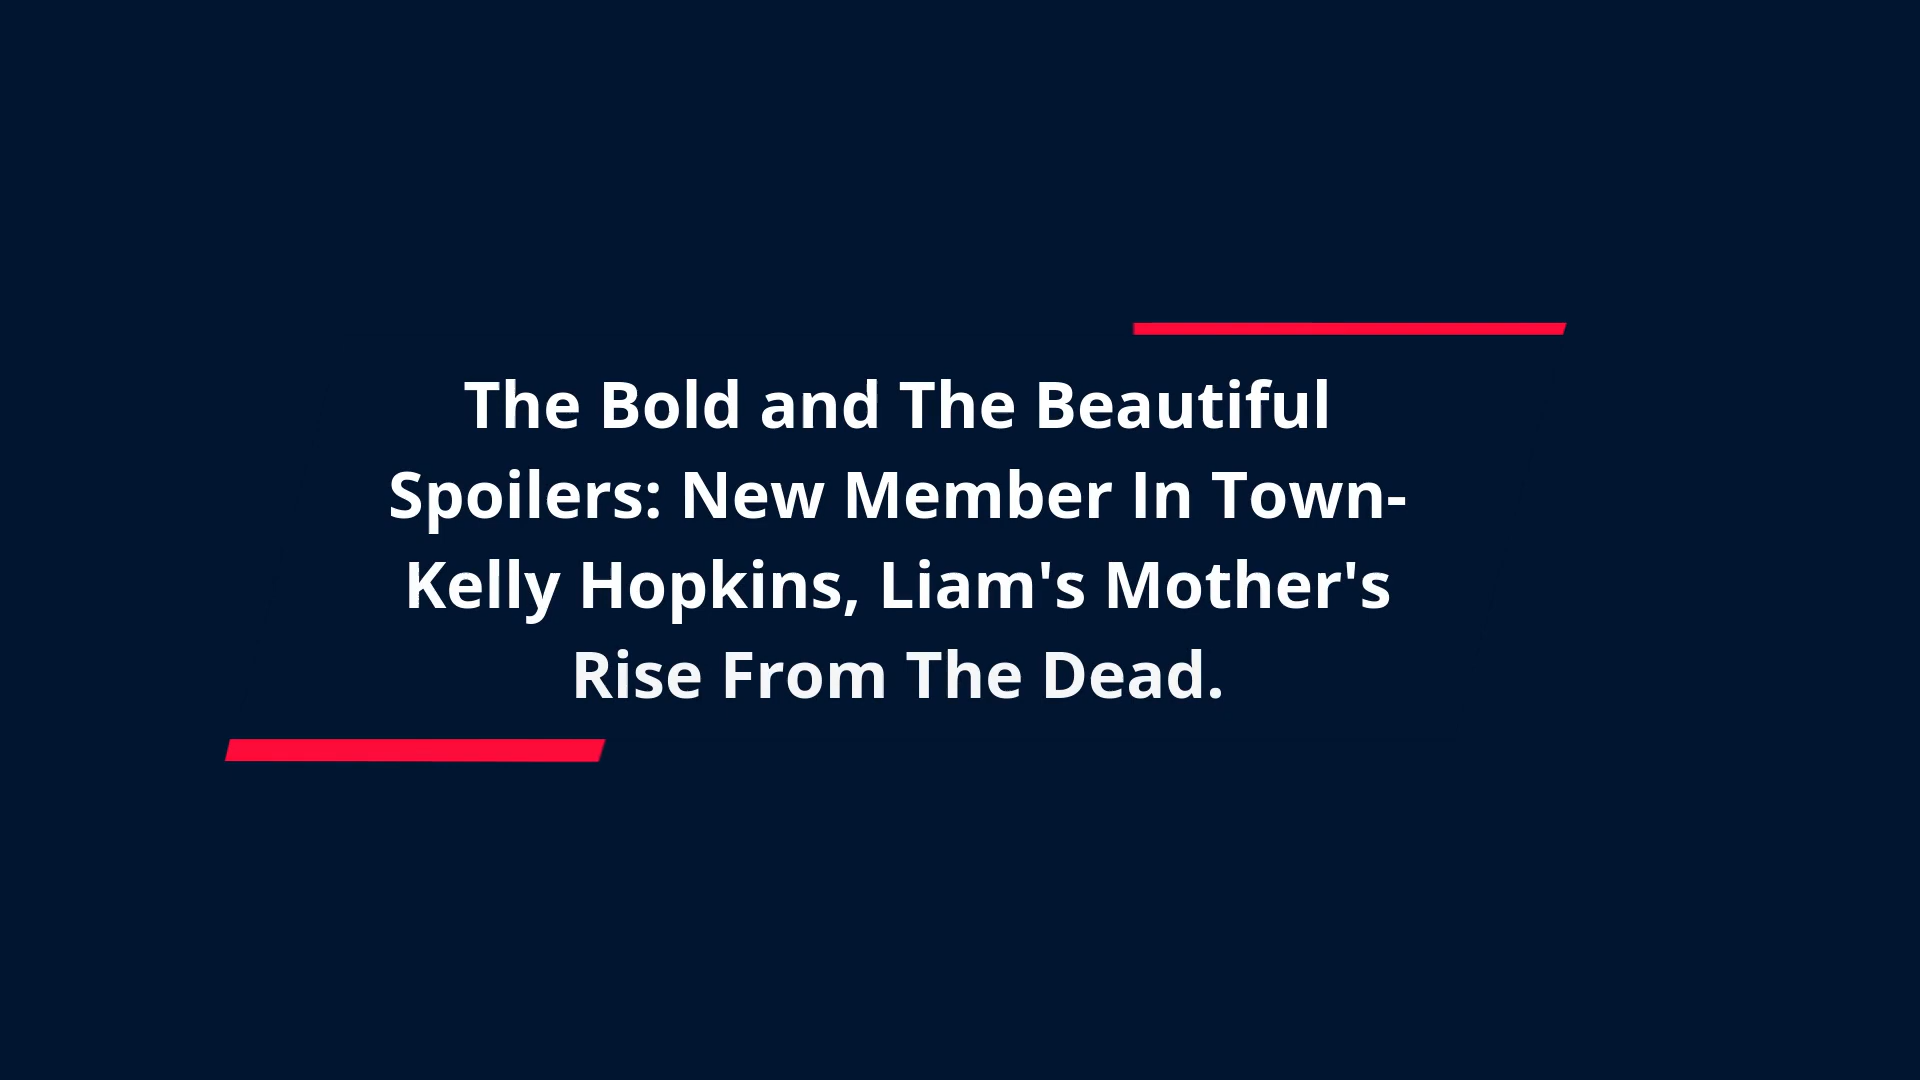 The Bold and The Beautiful
Spoilers: New Member In Town-
Kelly Hopkins, Liam's Mother's
Rise From The Dead.